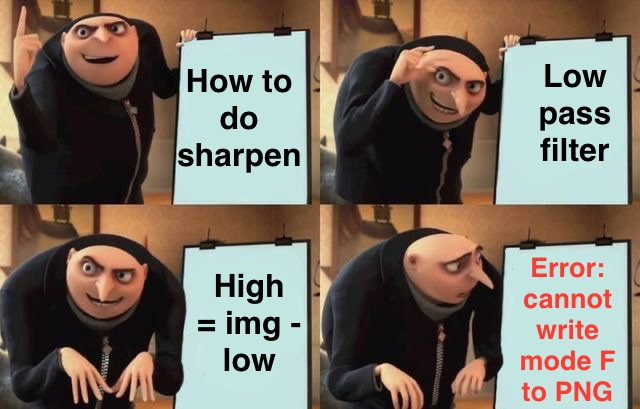 How to
do
sharpen
Low
pass
filter
High
= img -
low
Error:
cannot
write
mode F
to PNG